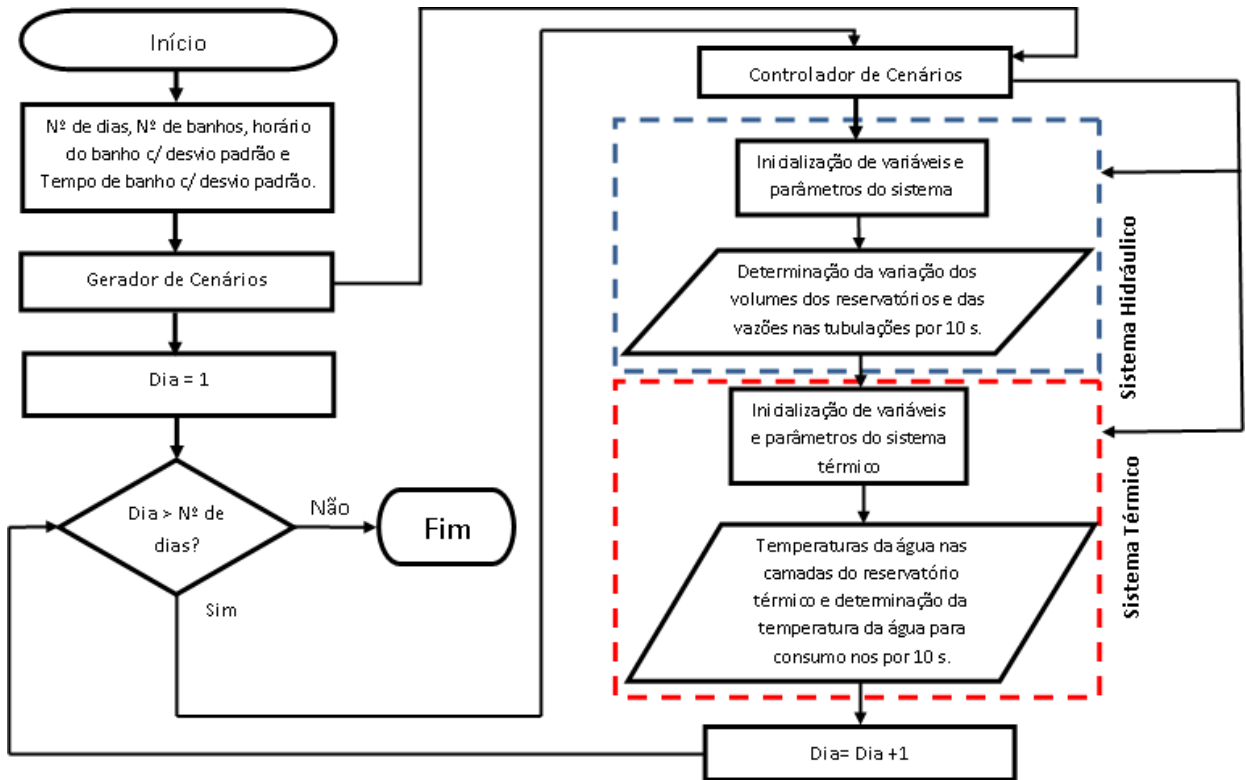 Início
Nº de dias, Nº de banhos, horário
do banho c/ desvio padrão e
Tempo de banho c/ desvio padrão.
Gerador de Cenários
Dia = 1
Dia > Nº de
dias?
Não
Fim
Sim
Controlador de Cenários
Inicialização de variáveis e
parâmetros do sistema
Determinação da variação dos
volumes dos reservatórios e das
vazões nas tubulações por 10 s.
Sistema Hidráulico
Inicialização de variáveis
e parâmetros do sistema
térmico
Temperaturas da água nas
camadas do reservatório
térmico e determinação da
temperatura da água para
consumo nos por 10 s.
Sistema Térmico
Dia= Dia +1